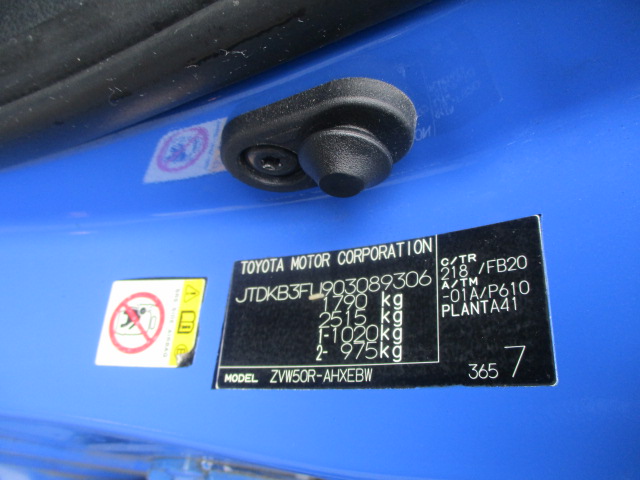 TOYOTA MOTOR CORPORATION
JTDKB3FU903089306
1790 kg
2515 kg
1-1020kg
2- 975kg
MODEL ZVW50R-AHXEBW
C/TR
218 /FB20
A/TM
-01A/P610
PLANTA41
365 7